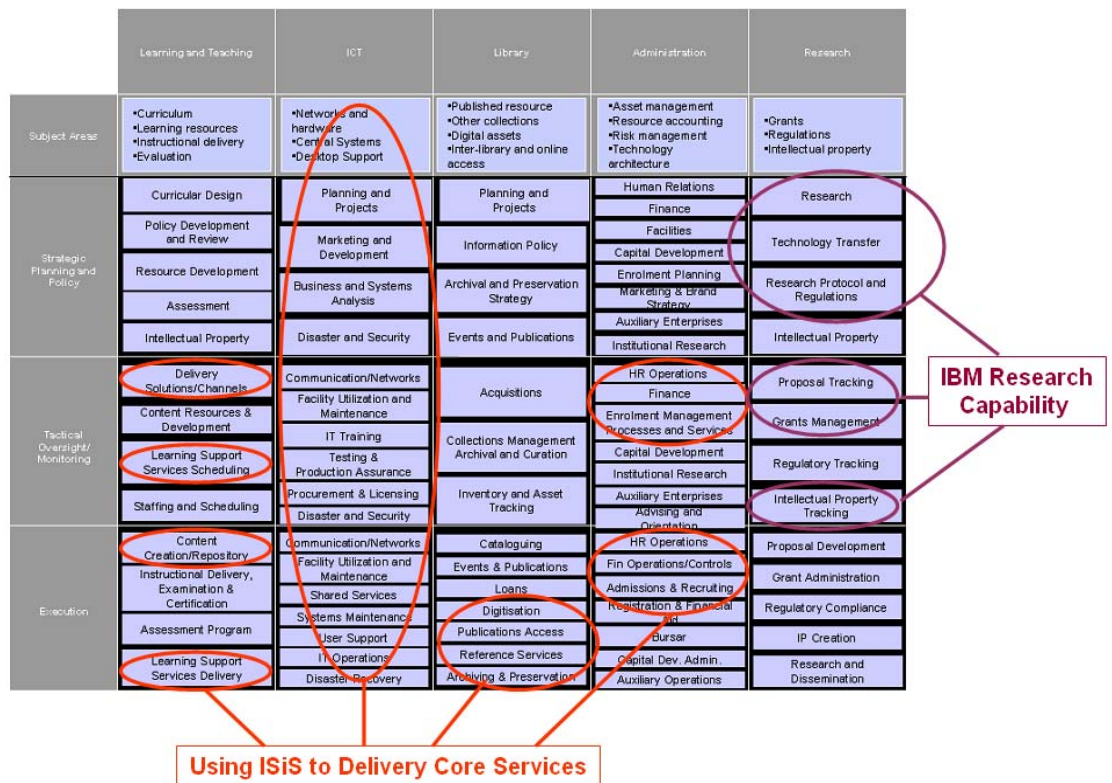 Learning and Teaching
ICT
Library
Administration
Research
Subject Areas
•Curriculum
•Learning resources
•Instructional delivery
•Evaluation
•Networks and
hardware
•Central Systems
•Desktop Support
•Published resource
•Other collections
•Digital assets
•Inter-library and online
access
•Asset management
•Resource accounting
•Risk management
•Technology
architecture
•Grants
•Regulations
•Intellectual property
Strategic
Planning and
Policy
Curricular Design
Policy Development
and Review
Resource Development
Assessment
Intellectual Property
Planning and
Projects
Marketing and
Development
Business and Systems
Analysis
Disaster and Security
Planning and
Projects
Information Policy
Archival and Preservation
Strategy
Events and Publications
Human Relations
Finance
Facilities
Capital Development
Enrolment Planning
Marketing & Brand
Strategy
Auxiliary Enterprises
Institutional Research
Research
Technology Transfer
Research Protocol and
Regulations
Intellectual Property
Tactical
Oversight/
Monitoring
Delivery
Solutions/Channels
Content Resources &
Development
Learning Support
Services Scheduling
Staffing and Scheduling
Communication/Networks
Facility Utilization and
Maintenance
IT Training
Testing &
Production Assurance
Procurement & Licensing
Disaster and Security
Acquisitions
Collections Management
Archival and Curation
Inventory and Asset
Tracking
HR Operations
Finance
Enrolment Management
Processes and Services
Capital Development
Institutional Research
Auxiliary Enterprises
Advising and
Orientation
Proposal Tracking
Grants Management
Regulatory Tracking
Intellectual Property
Tracking
IBM Research
Capability
Execution
Content
Creation/Repository
Instructional Delivery,
Examination &
Certification
Assessment Program
Learning Support
Services Delivery
Communication/Networks
Facility Utilization and
Maintenance
Shared Services
Systems Maintenance
User Support
IT Operations
Disaster Recovery
Cataloguing
Events & Publications
Loans
Digitisation
Publications Access
Reference Services
Archiving & Preservation
HR Operations
Fin Operations/Controls
Admissions & Recruiting
Registration & Financial
Aid
Bursar
Capital Dev. Admin.
Auxiliary Operations
Proposal Development
Grant Administration
Regulatory Compliance
IP Creation
Research and
Dissemination
Using ISiS to Delivery Core Services